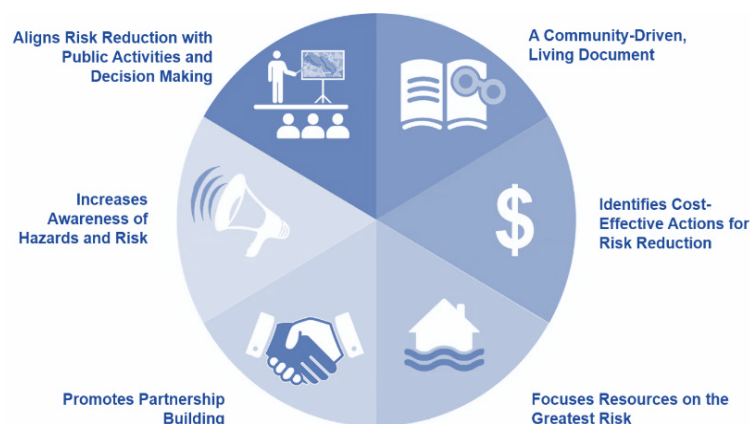 Aligns Risk Reduction with
Public Activities and
Decision Making
A Community-Driven,
Living Document
Increases
Awareness of
Hazards and Risk
$
Identifies Cost-
Effective Actions for
Risk Reduction
Promotes Partnership
Building
Focuses Resources on the
Greatest Risk